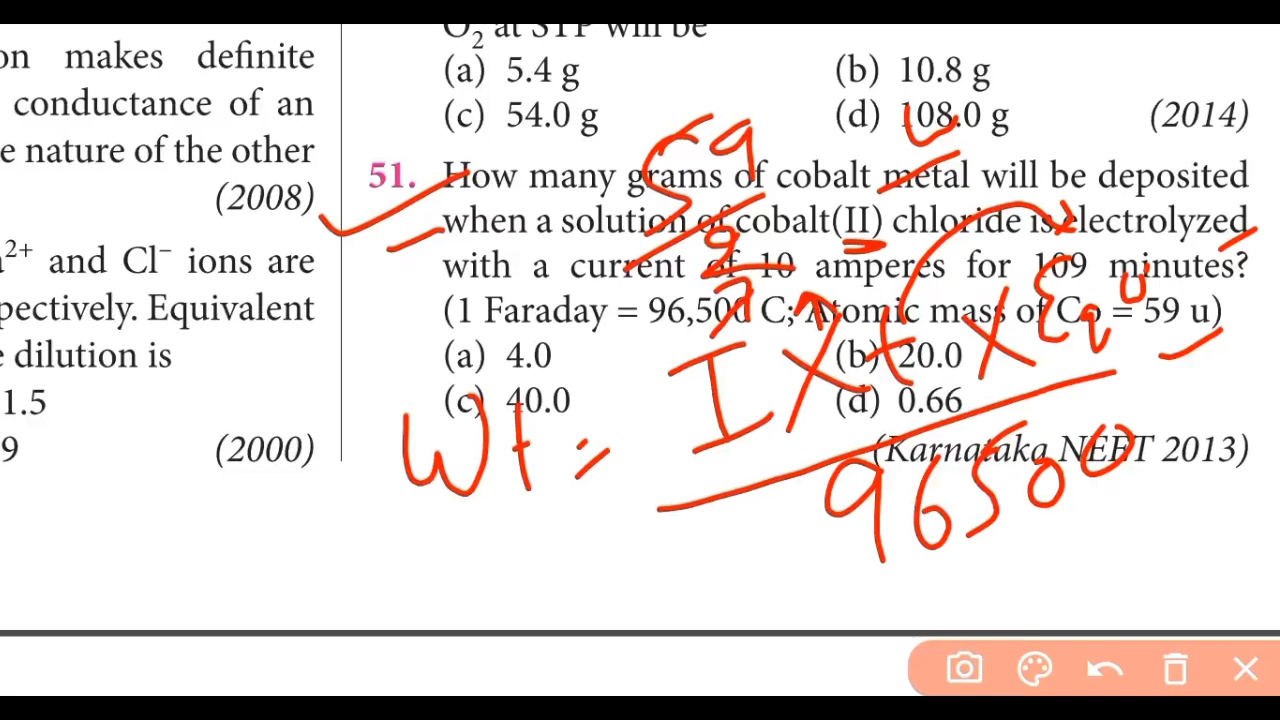 on makes definite
conductance of an
e nature of the other
(2008)
2+ and Cl⁻ ions are
pectively. Equivalent
e dilution is
1.5
9
(2000)
O₂ at STP will be
(a) 5.4 g (b) 10.8 g
(c) 54.0 g (d) 108.0 g (2014)
51. How many grams of cobalt metal will be deposited
when a solution of cobalt(II) chloride is electrolyzed
with a current of 10 amperes for 109 minutes?
(1 Faraday = 96,500 C; Atomic mass of Co = 59 u)
(a) 4.0 (b) 20.0
(c) 40.0 (d) 0.66
(Karnataka NEET 2013)
59
2
Wt = I × t × Eq
96500